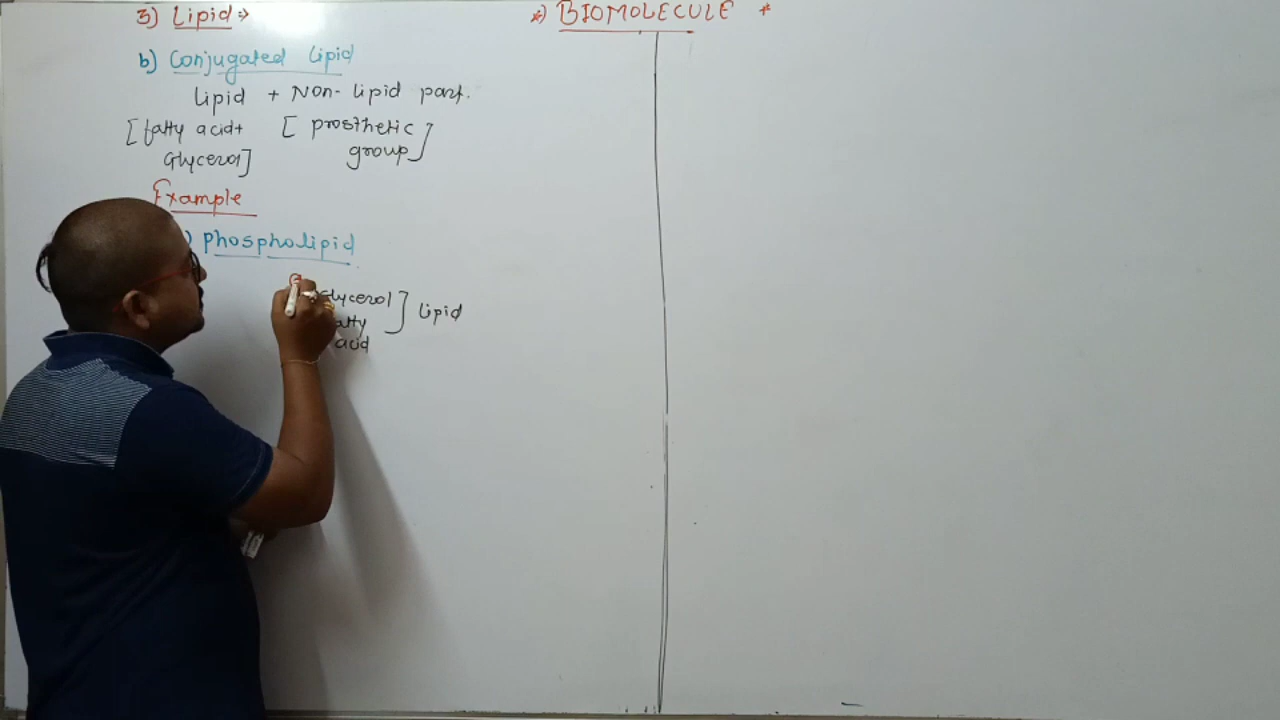 *) BIOMOLECULE *
3) Lipid :→
b) Conjugated Lipid
Lipid + Non-Lipid part.
[fatty acid+ [prosthetic
Glycerol] group]
Example
) Phospholipid
Glycerol] Lipid
acid